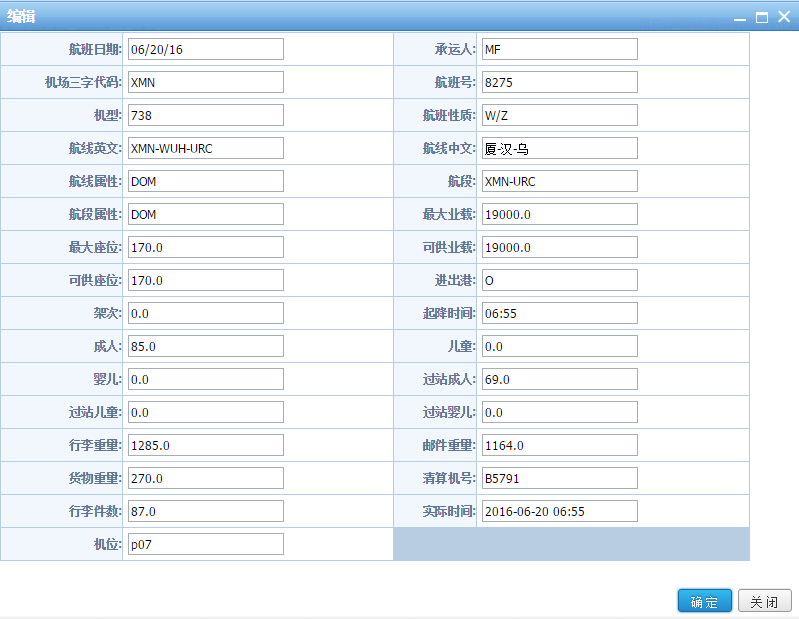 编辑
航班日期: 06/20/16 承运人: MF
机场三字代码: XMN 航班号: 8275
机型: 738 航班性质: W/Z
航线英文: XMN-WUH-URC 航线中文: 厦-汉-乌
航线属性: DOM 航段: XMN-URC
航段属性: DOM 最大业载: 19000.0
最大座位: 170.0 可供业载: 19000.0
可供座位: 170.0 进出港: O
架次: 0.0 起降时间: 06:55
成人: 85.0 儿童: 0.0
婴儿: 0.0 过站成人: 69.0
过站儿童: 0.0 过站婴儿: 0.0
行李重量: 1285.0 邮件重量: 1164.0
货物重量: 270.0 清算机号: B5791
行李件数: 87.0 实际时间: 2016-06-20 06:55
机位: p07
确定 关闭